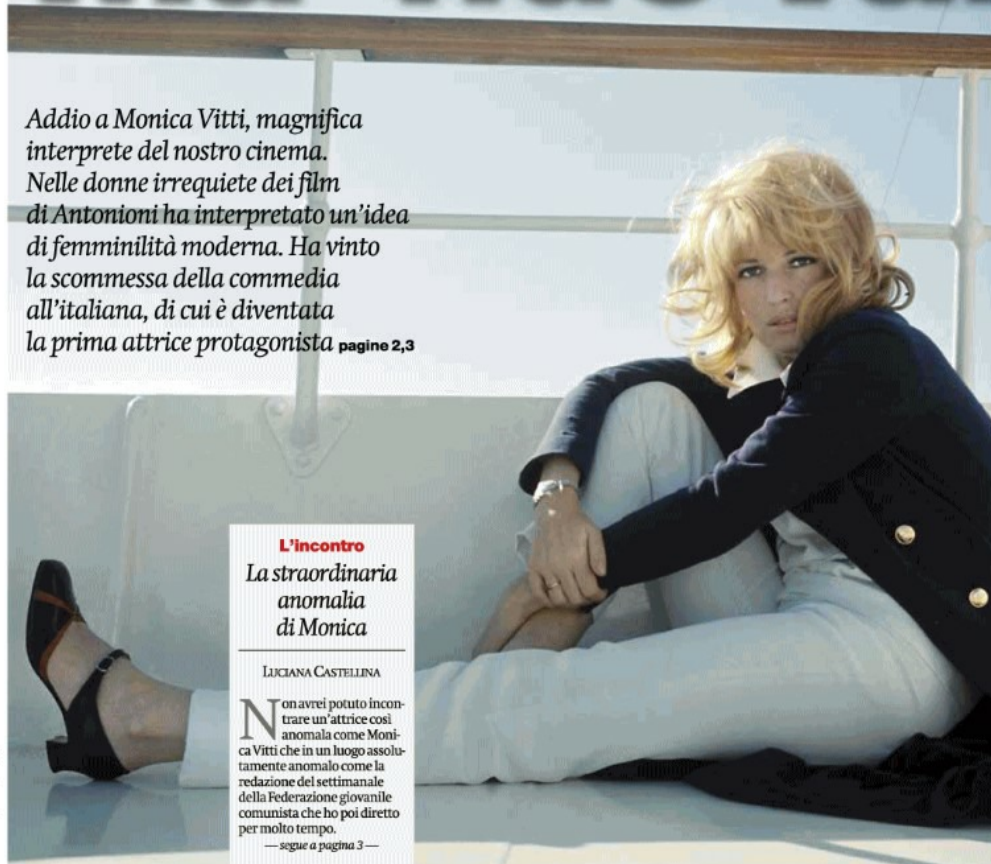 Addio a Monica Vitti, magnifica
interprete del nostro cinema.
Nelle donne irrequiete dei film
di Antonioni ha interpretato un'idea
di femminilità moderna. Ha vinto
la scommessa della commedia
all'italiana, di cui è diventata
la prima attrice protagonista pagine 2,3
L'incontro
La straordinaria
anomalia
di Monica
LUCIANA CASTELLINA
Non avrei potuto incon-
trare un'attrice così
anomala come Moni-
ca Vitti che in un luogo assolu-
tamente anomalo come la
redazione del settimanale
della Federazione giovanile
comunista che ho poi diretto
per molto tempo.
— segue a pagina 3 —